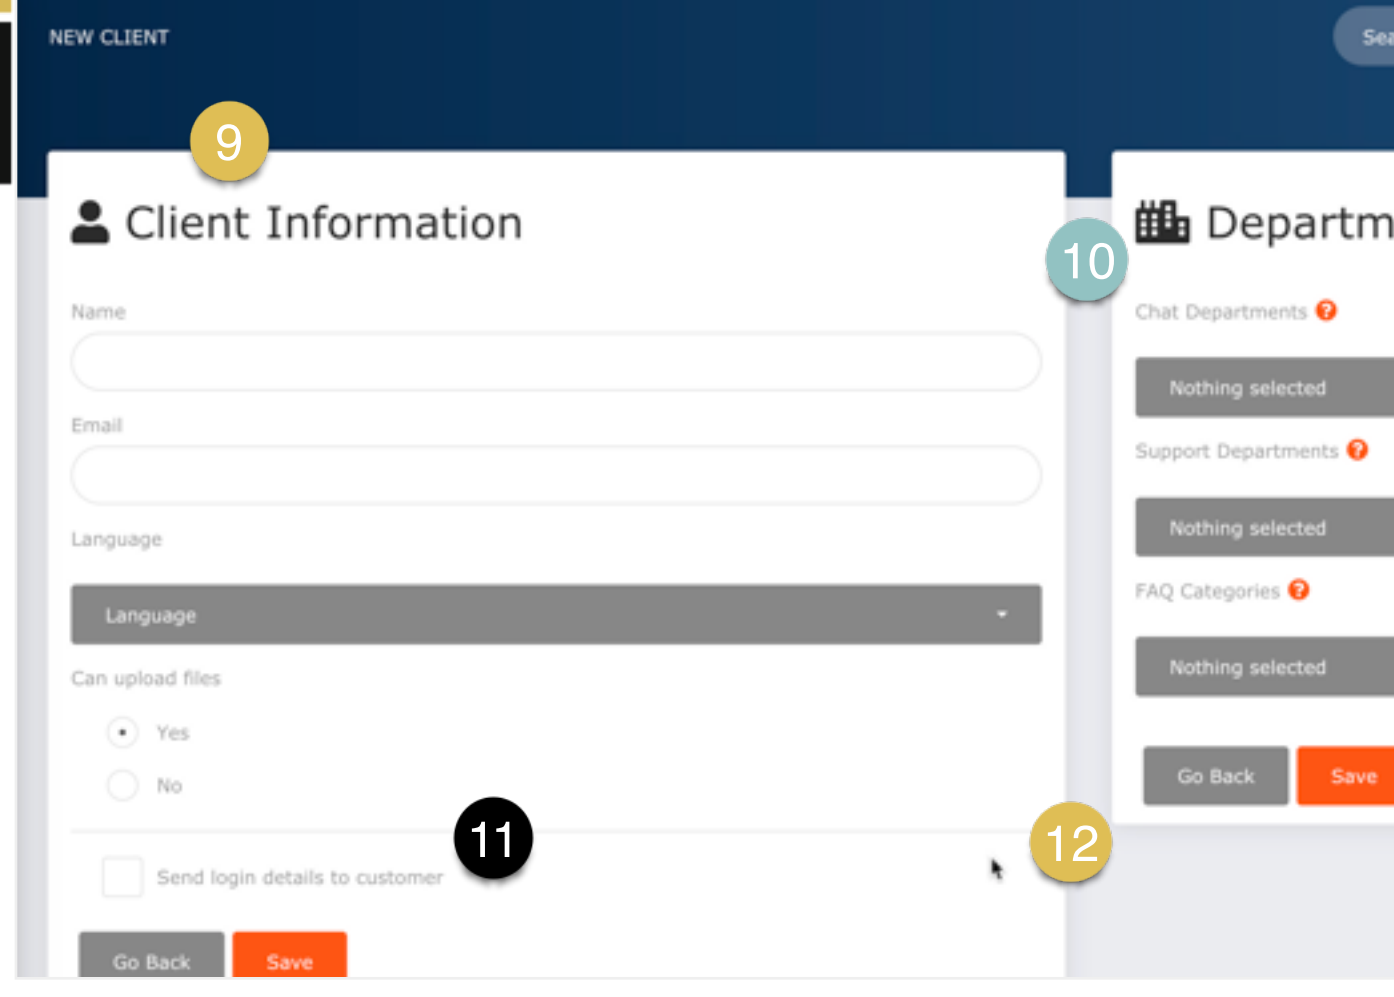 NEW CLIENT
9
Client Information
Name
Email
Language
Language
Can upload files
Yes
No
11
Send login details to customer
Go Back Save
12
10
Chat Departments
Support Departments
Nothing selected
Nothing selected
FAQ Categories
Nothing selected
Go Back Save